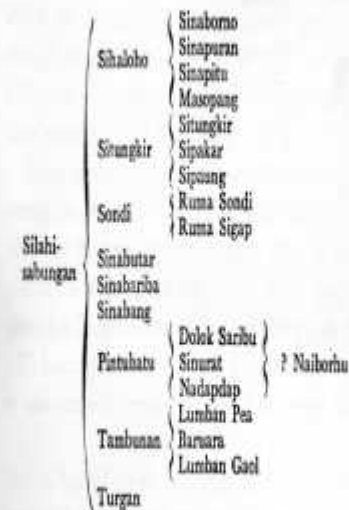 Sinaborno
Sihaloho Sinapuran
Sinapitu
Masopang
Situngkir
Situngkir Sipakar
Sipaung
Sondi Ruma Sondi
Ruma Sigap
Silahi-
sabungan
Sinabutar
Sinabariba
Sinabang
Dolok Saribu
Pintubatu Sinurat ? Naiborhu
Nadapdap
Lumban Pea
Tambunan Baruara
Lumban Gaol
Turgan